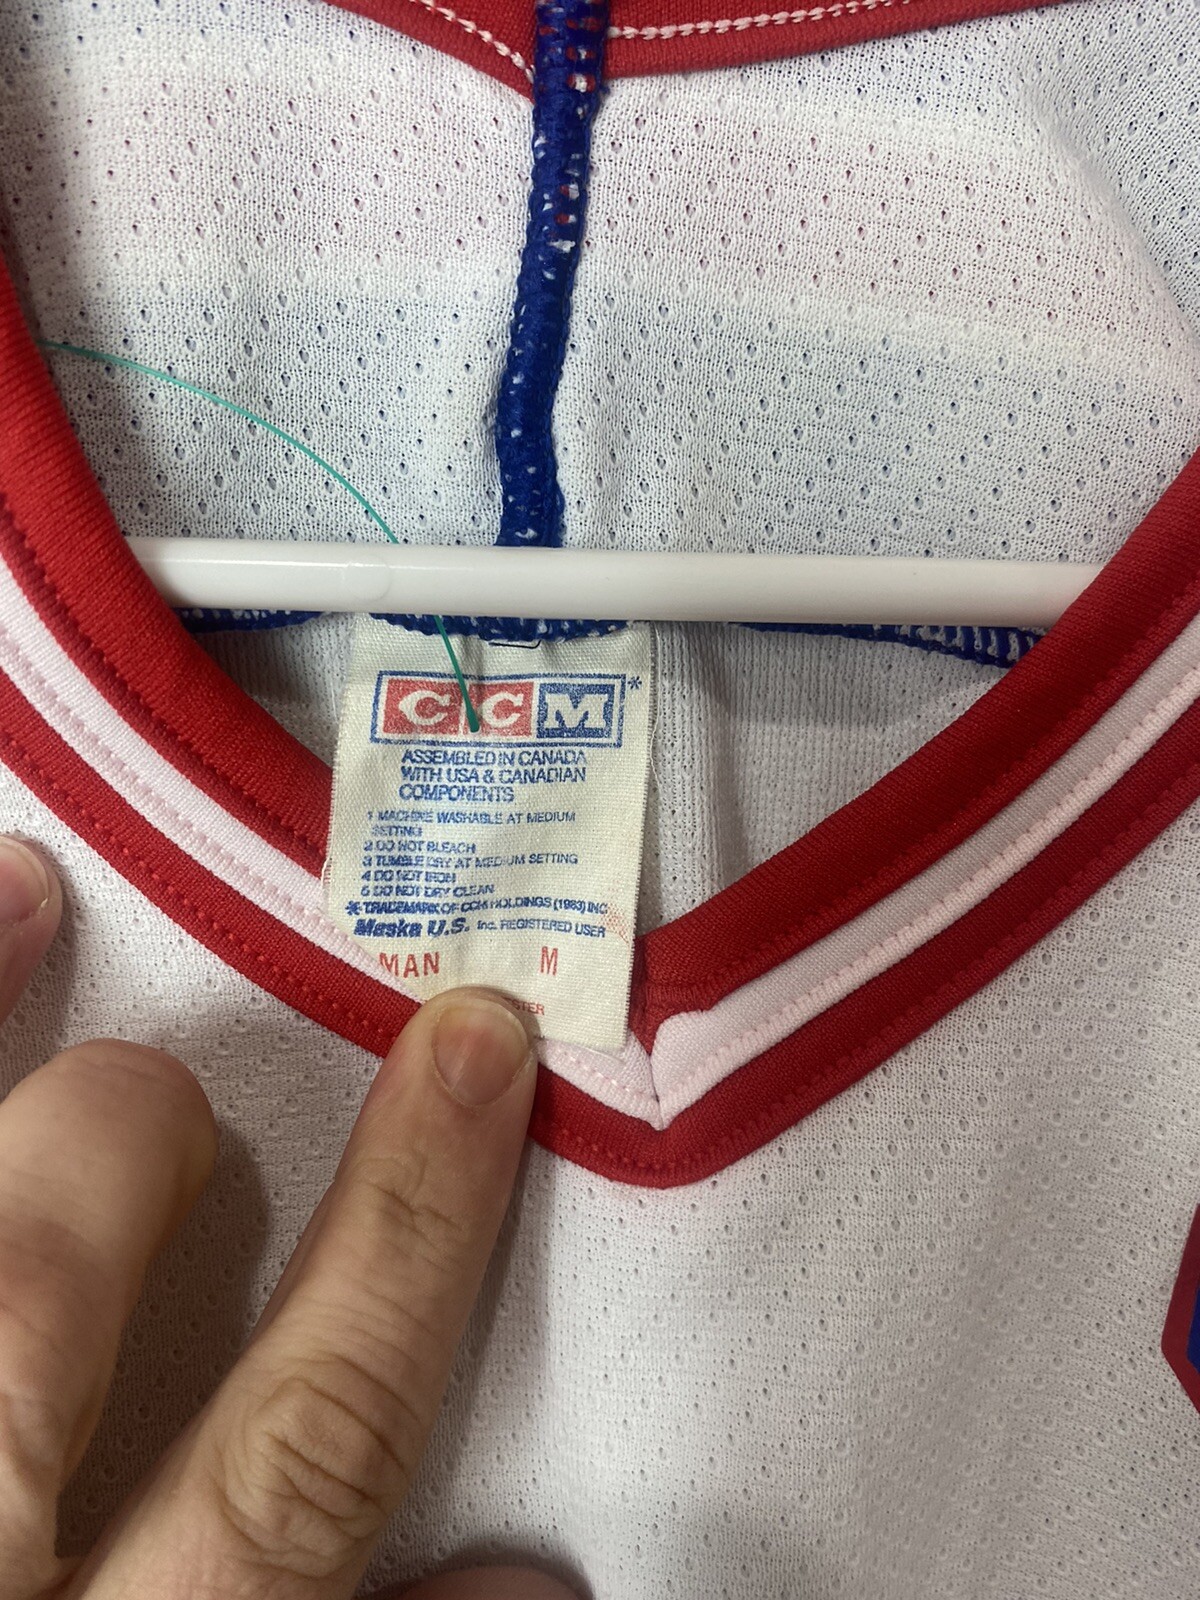 CCM*
ASSEMBLED IN CANADA
WITH USA & CANADIAN
COMPONENTS
1 MACHINE WASHABLE AT MEDIUM
SETTING
2 DO NOT BLEACH
3 TUMBLE DRY AT MEDIUM SETTING
4 DO NOT IRON
5 DO NOT DRY CLEAN
* TRADEMARK OF CCM HOLDINGS (1983) INC
Maska U.S. Inc. REGISTERED USER
MAN M